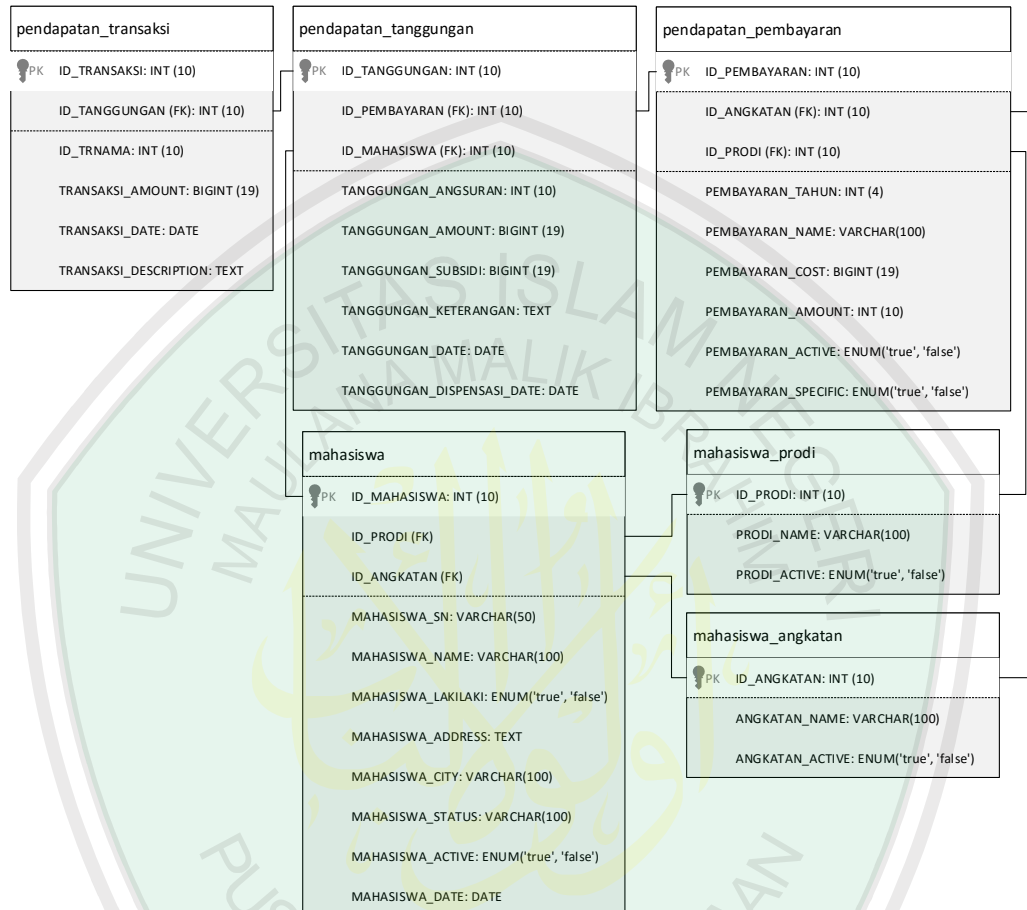 pendapatan_transaksi
PK ID_TRANSAKSI: INT (10)
ID_TANGGUNGAN (FK): INT (10)
ID_TRNAMA: INT (10)
TRANSAKSI_AMOUNT: BIGINT (19)
TRANSAKSI_DATE: DATE
TRANSAKSI_DESCRIPTION: TEXT
pendapatan_tanggungan
PK ID_TANGGUNGAN: INT (10)
ID_PEMBAYARAN (FK): INT (10)
ID_MAHASISWA (FK): INT (10)
TANGGUNGAN_ANGSURAN: INT (10)
TANGGUNGAN_AMOUNT: BIGINT (19)
TANGGUNGAN_SUBSIDI: BIGINT (19)
TANGGUNGAN_KETERANGAN: TEXT
TANGGUNGAN_DATE: DATE
TANGGUNGAN_DISPENSASI_DATE: DATE
pendapatan_pembayaran
PK ID_PEMBAYARAN: INT (10)
ID_ANGKATAN (FK): INT (10)
ID_PRODI (FK): INT (10)
PEMBAYARAN_TAHUN: INT (4)
PEMBAYARAN_NAME: VARCHAR(100)
PEMBAYARAN_COST: BIGINT (19)
PEMBAYARAN_AMOUNT: INT (10)
PEMBAYARAN_ACTIVE: ENUM('true', 'false')
PEMBAYARAN_SPECIFIC: ENUM('true', 'false')
mahasiswa
PK ID_MAHASISWA: INT (10)
ID_PRODI (FK)
ID_ANGKATAN (FK)
MAHASISWA_SN: VARCHAR(50)
MAHASISWA_NAME: VARCHAR(100)
MAHASISWA_LAKILAKI: ENUM('true', 'false')
MAHASISWA_ADDRESS: TEXT
MAHASISWA_CITY: VARCHAR(100)
MAHASISWA_STATUS: VARCHAR(100)
MAHASISWA_ACTIVE: ENUM('true', 'false')
MAHASISWA_DATE: DATE
mahasiswa_prodi
PK ID_PRODI: INT (10)
PRODI_NAME: VARCHAR(100)
PRODI_ACTIVE: ENUM('true', 'false')
mahasiswa_angkatan
PK ID_ANGKATAN: INT (10)
ANGKATAN_NAME: VARCHAR(100)
ANGKATAN_ACTIVE: ENUM('true', 'false')
UNIVERSITAS ISLAM NEGERI
MAULANA MALIK IBRAHIM